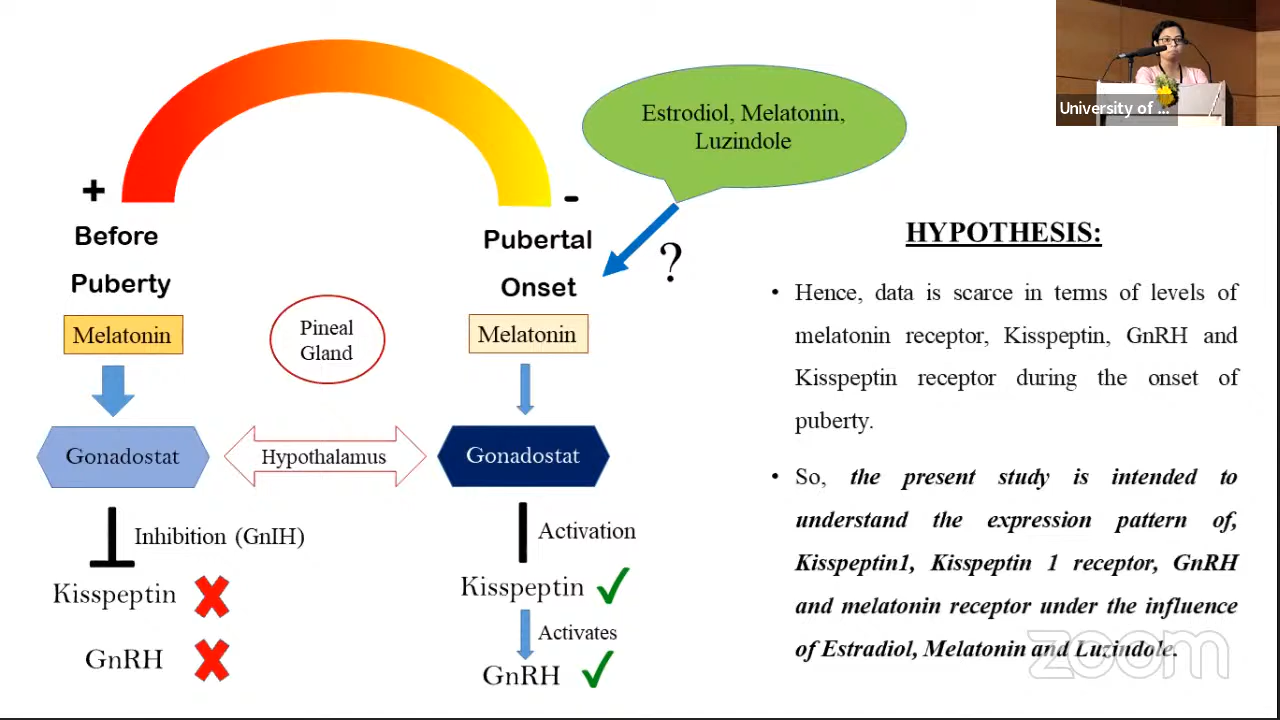 Estrodiol, Melatonin,
Luzindole
University of ...
+
-
Before
Puberty
Pubertal
Onset
?
Melatonin
Pineal
Gland
Melatonin
Gonadostat
Hypothalamus
Gonadostat
Inhibition (GnIH)
Activation
Kisspeptin
Kisspeptin
Activates
GnRH
GnRH
HYPOTHESIS:
• Hence, data is scarce in terms of levels of
melatonin receptor, Kisspeptin, GnRH and
Kisspeptin receptor during the onset of
puberty.
• So, the present study is intended to
understand the expression pattern of,
Kisspeptin1, Kisspeptin 1 receptor, GnRH
and melatonin receptor under the influence
of Estradiol, Melatonin and Luzindole.
zoom